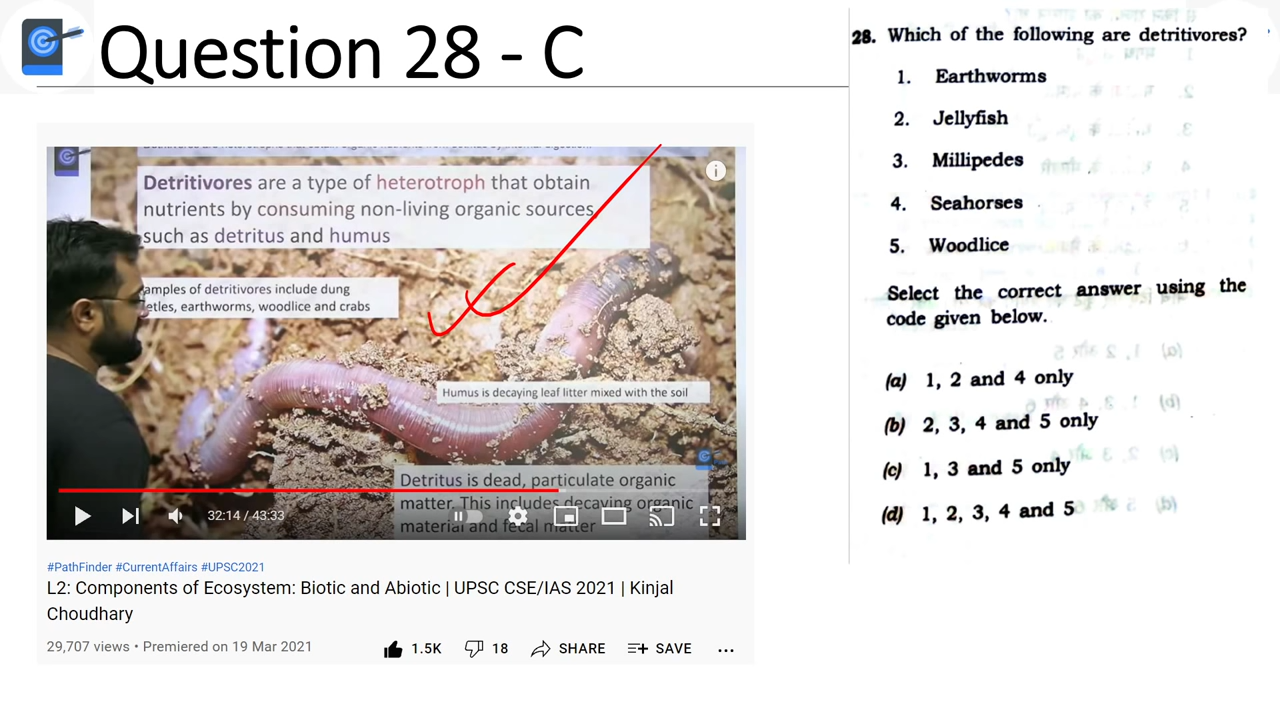 Question 28 - C
Detritivores are a type of heterotroph that obtain
nutrients by consuming non-living organic sources
such as detritus and humus
amples of detritivores include dung
etles, earthworms, woodlice and crabs
Humus is decaying leaf litter mixed with the soil
Detritus is dead, particulate organic
matter. This includes decaying organic
material and fecal matter
32:14 / 43:33
#PathFinder #CurrentAffairs #UPSC2021
L2: Components of Ecosystem: Biotic and Abiotic | UPSC CSE/IAS 2021 | Kinjal
Choudhary
29,707 views • Premiered on 19 Mar 2021
1.5K
18
SHARE
SAVE
28. Which of the following are detritivores?
1. Earthworms
2. Jellyfish
3. Millipedes
4. Seahorses
5. Woodlice
Select the correct answer using the
code given below.
(a) 1, 2 and 4 only
(b) 2, 3, 4 and 5 only
(c) 1, 3 and 5 only
(d) 1, 2, 3, 4 and 5